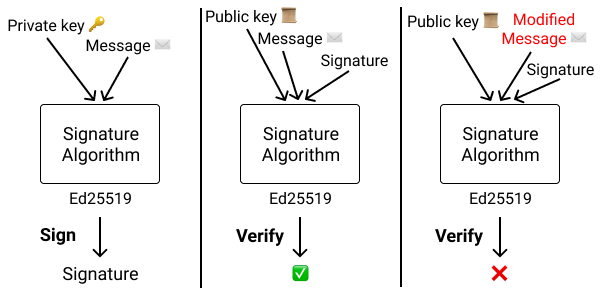 Private key
Message
Signature
Algorithm
Ed25519
Sign
Signature
Public key
Message
Signature
Signature
Algorithm
Ed25519
Verify
Public key
Modified
Message
Signature
Signature
Algorithm
Ed25519
Verify